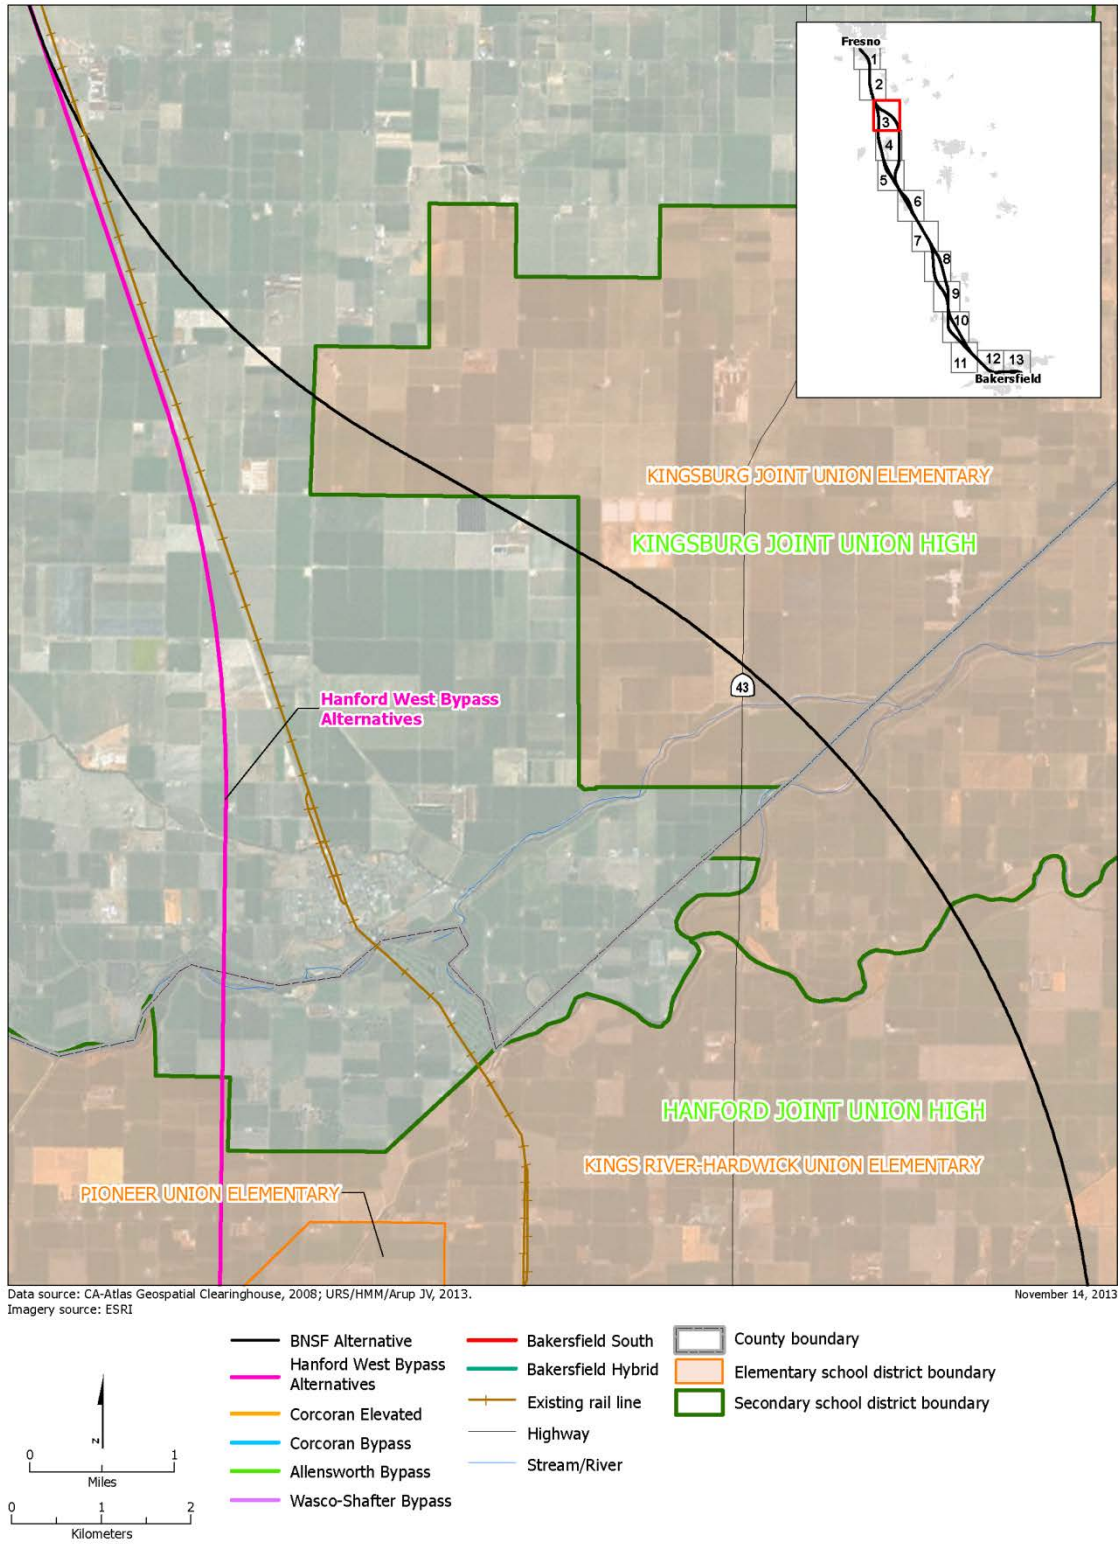 Fresno
1
2
3
4
5
6
7
8
9
10
11
12
13
Bakersfield
KINGSBURG JOINT UNION ELEMENTARY
KINGSBURG JOINT UNION HIGH
43
Hanford West Bypass
Alternatives
HANFORD JOINT UNION HIGH
KINGS RIVER-HARDWICK UNION ELEMENTARY
PIONEER UNION ELEMENTARY
Data source: CA-Atlas Geospatial Clearinghouse, 2008; URS/HMM/Arup JV, 2013.
November 14, 2013
Imagery source: ESRI
BNSF Alternative
Hanford West Bypass
Alternatives
Corcoran Elevated
Corcoran Bypass
Allensworth Bypass
Wasco-Shafter Bypass
Bakersfield South
Bakersfield Hybrid
Existing rail line
Highway
Stream/River
County boundary
Elementary school district boundary
Secondary school district boundary
N
0 1
Miles
0 1 2
Kilometers